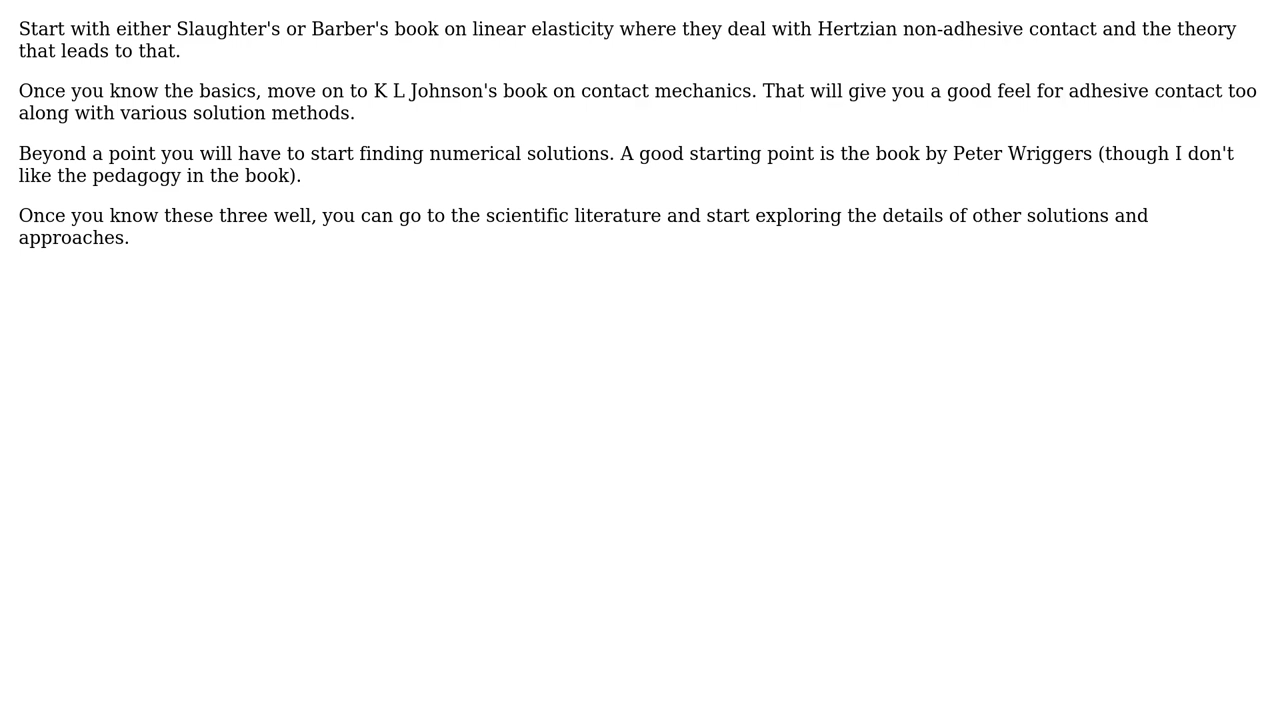 Start with either Slaughter's or Barber's book on linear elasticity where they deal with Hertzian non-adhesive contact and the theory
that leads to that.
Once you know the basics, move on to K L Johnson's book on contact mechanics. That will give you a good feel for adhesive contact too
along with various solution methods.
Beyond a point you will have to start finding numerical solutions. A good starting point is the book by Peter Wriggers (though I don't
like the pedagogy in the book).
Once you know these three well, you can go to the scientific literature and start exploring the details of other solutions and
approaches.